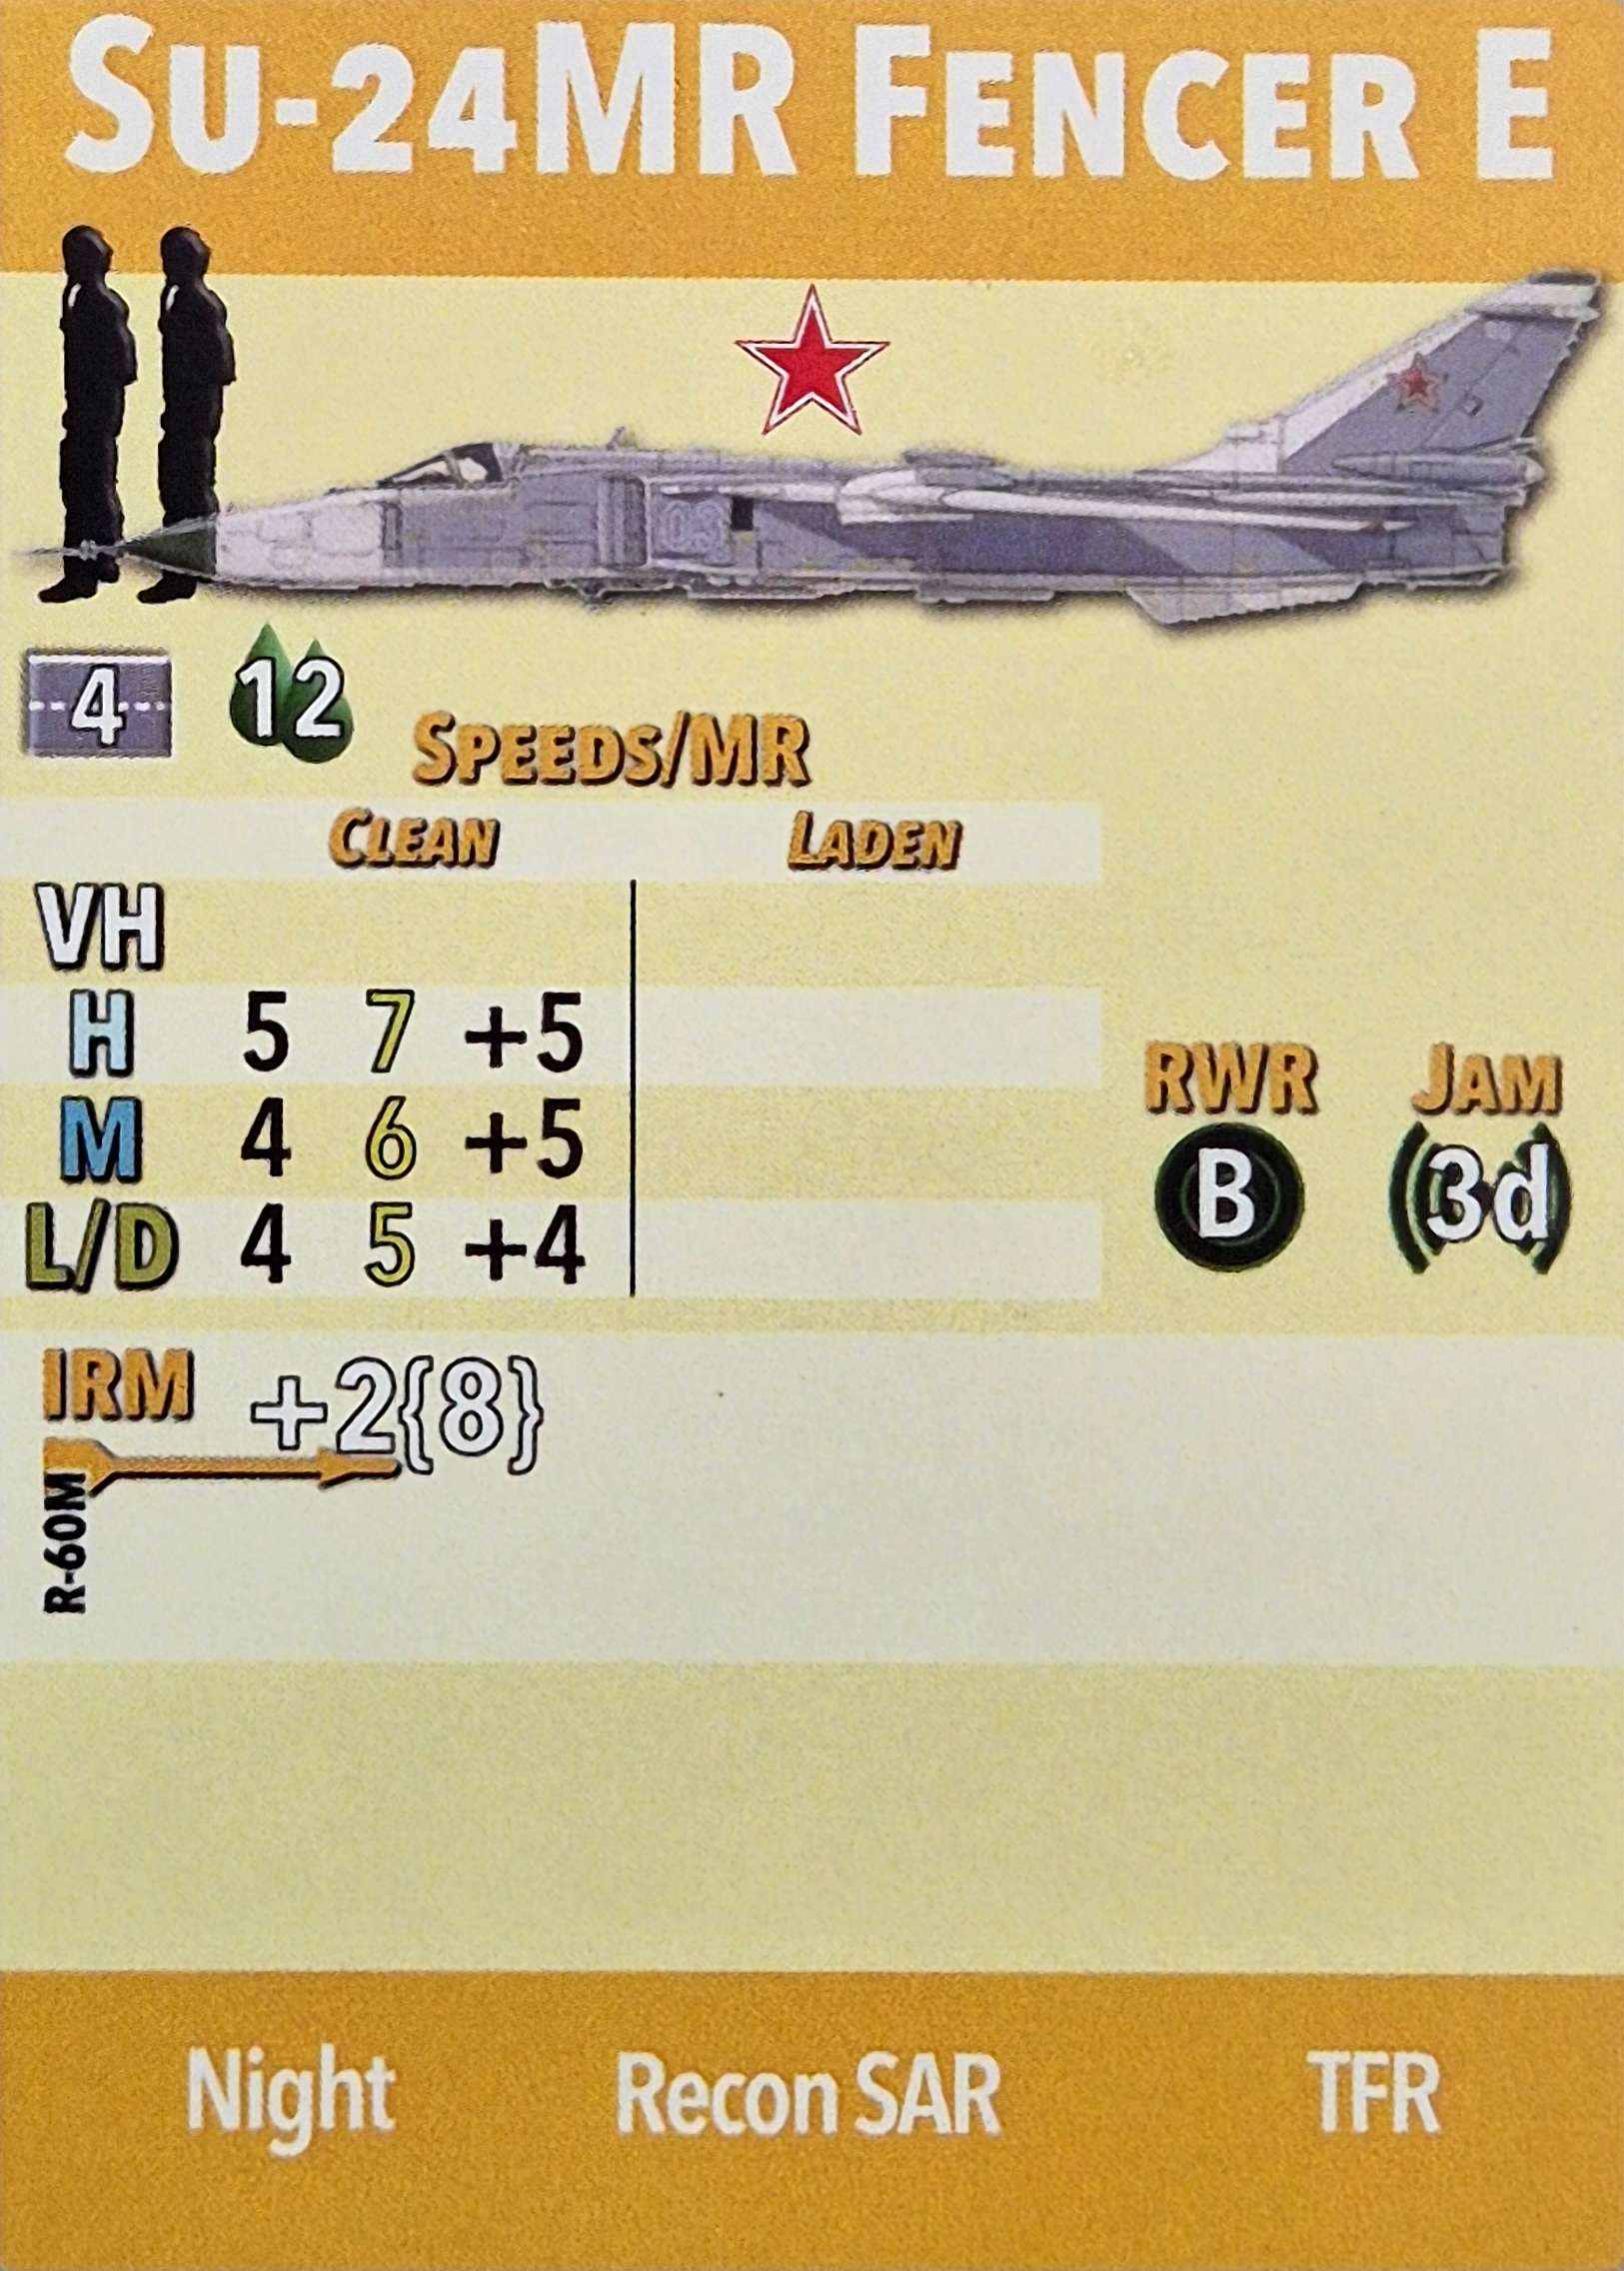 SU-24MR FENCER E
03
4 12
SPEEDS/MR
CLEAN LADEN
VH
H 5 7 +5
M 4 6 +5
L/D 4 5 +4
RWR JAM
B (3d)
IRM +2{8}
R-60M
Night Recon SAR TFR